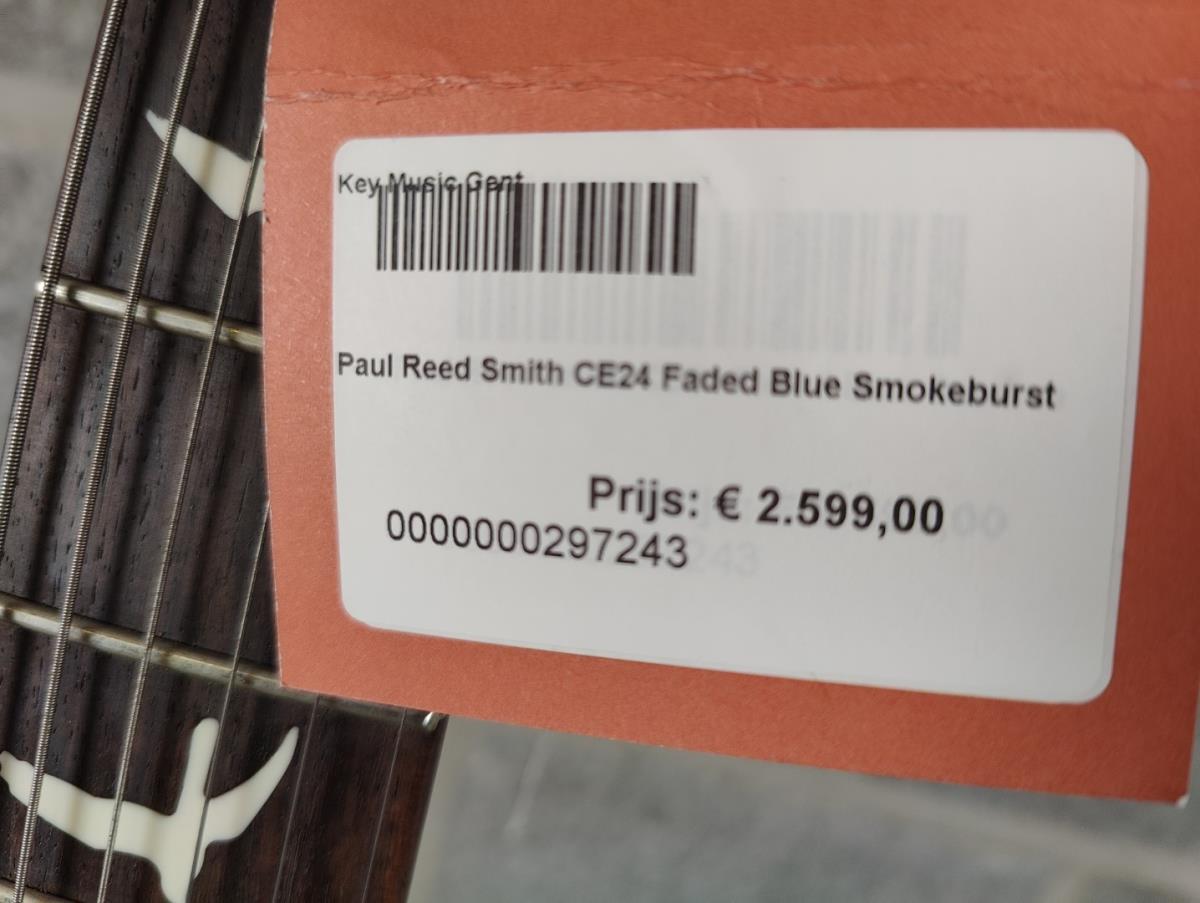 Key Music Gent
Paul Reed Smith CE24 Faded Blue Smokeburst
Prijs: € 2.599,00
0000000297243